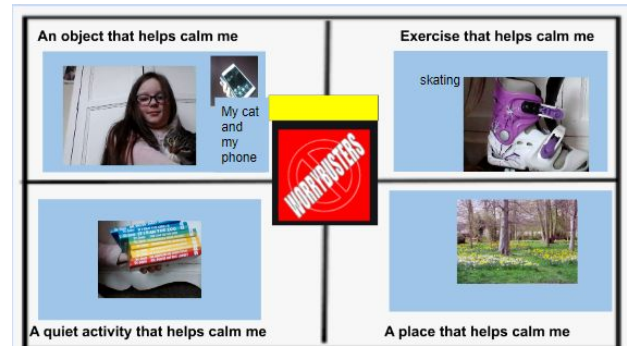 An object that helps calm me
Exercise that helps calm me
My cat
and
my
phone
skating
WORRYBUSTERS
A quiet activity that helps calm me
A place that helps calm me